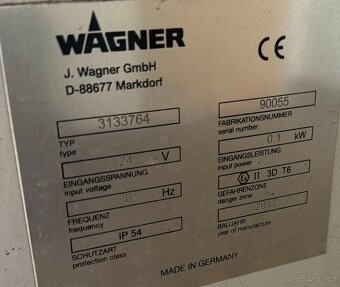 WAGNER
CE
J. Wagner GmbH
D-88677 Markdorf
3133764
TYP
type
24 V
EINGANGSSPANNUNG
input voltage
0 Hz
FREQUENZ
frequency
IP 54
SCHUTZART
protection class
90055
FABRIKATIONSNUMMER
serial number
0.1 kW
EINGANGSLEISTUNG
input power
Ex II 3D T6
GEFAHRENZONE
danger zone
2017
BAUJAHR
year of manufacture
MADE IN GERMANY